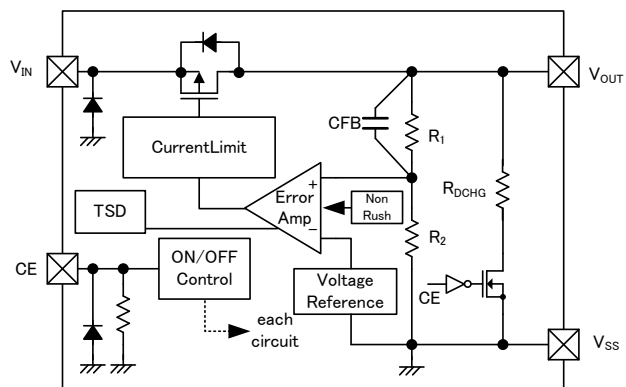 VIN
VOUT
CFB
R1
CurrentLimit
RDCHG
+
Error
Amp
−
Non
Rush
TSD
R2
CE
ON/OFF
Control
Voltage
Reference
CE
each
circuit
VSS